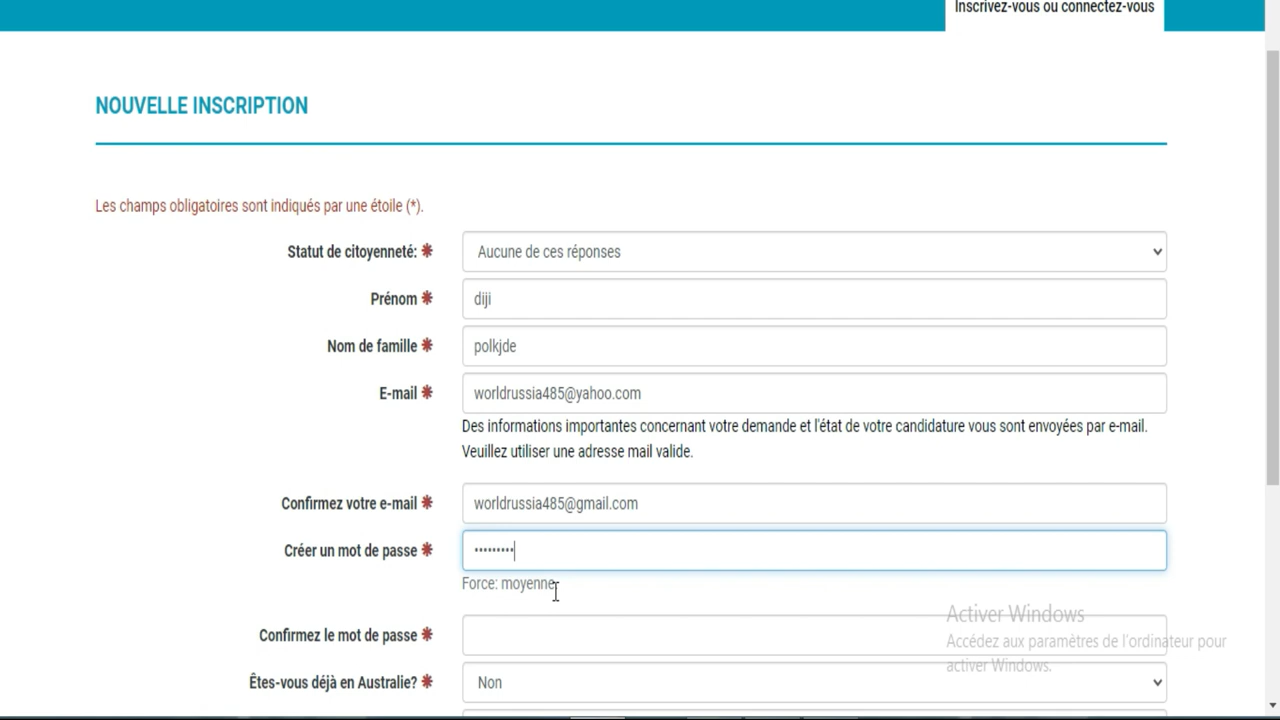 Inscrivez-vous ou connectez-vous
NOUVELLE INSCRIPTION
Les champs obligatoires sont indiqués par une étoile (*).
Statut de citoyenneté: * Aucune de ces réponses
Prénom * diji
Nom de famille * polkjde
E-mail * worldrussia485@yahoo.com
Des informations importantes concernant votre demande et l'état de votre candidature vous sont envoyées par e-mail.
Veuillez utiliser une adresse mail valide.
Confirmez votre e-mail * worldrussia485@gmail.com
Créer un mot de passe * •••••••••
Force: moyenne
Confirmez le mot de passe *
Êtes-vous déjà en Australie? * Non
Activer Windows
Accédez aux paramètres de l'ordinateur pour
activer Windows.